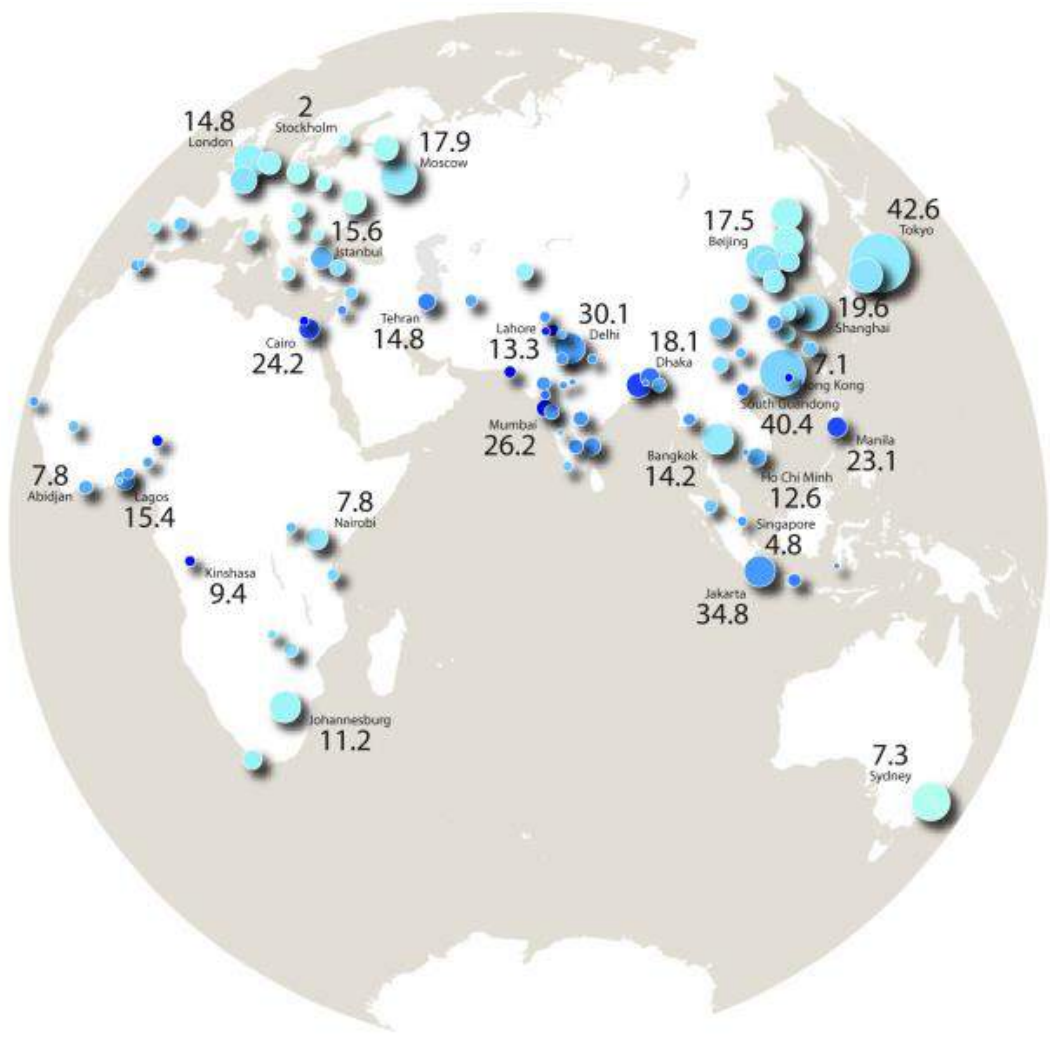 14.8
London
2
Stockholm
17.9
Moscow
15.6
Istanbul
17.5
Beijing
42.6
Tokyo
19.6
Shanghai
Tehran
14.8
Cairo
24.2
Lahore
13.3
30.1
Delhi
18.1
Dhaka
7.1
Hong Kong
South Guandong
40.4
Mumbai
26.2
Bangkok
14.2
Manila
23.1
Ho Chi Minh
12.6
7.8
Abidjan
Lagos
15.4
7.8
Nairobi
Singapore
4.8
Kinshasa
9.4
Jakarta
34.8
Johannesburg
11.2
7.3
Sydney